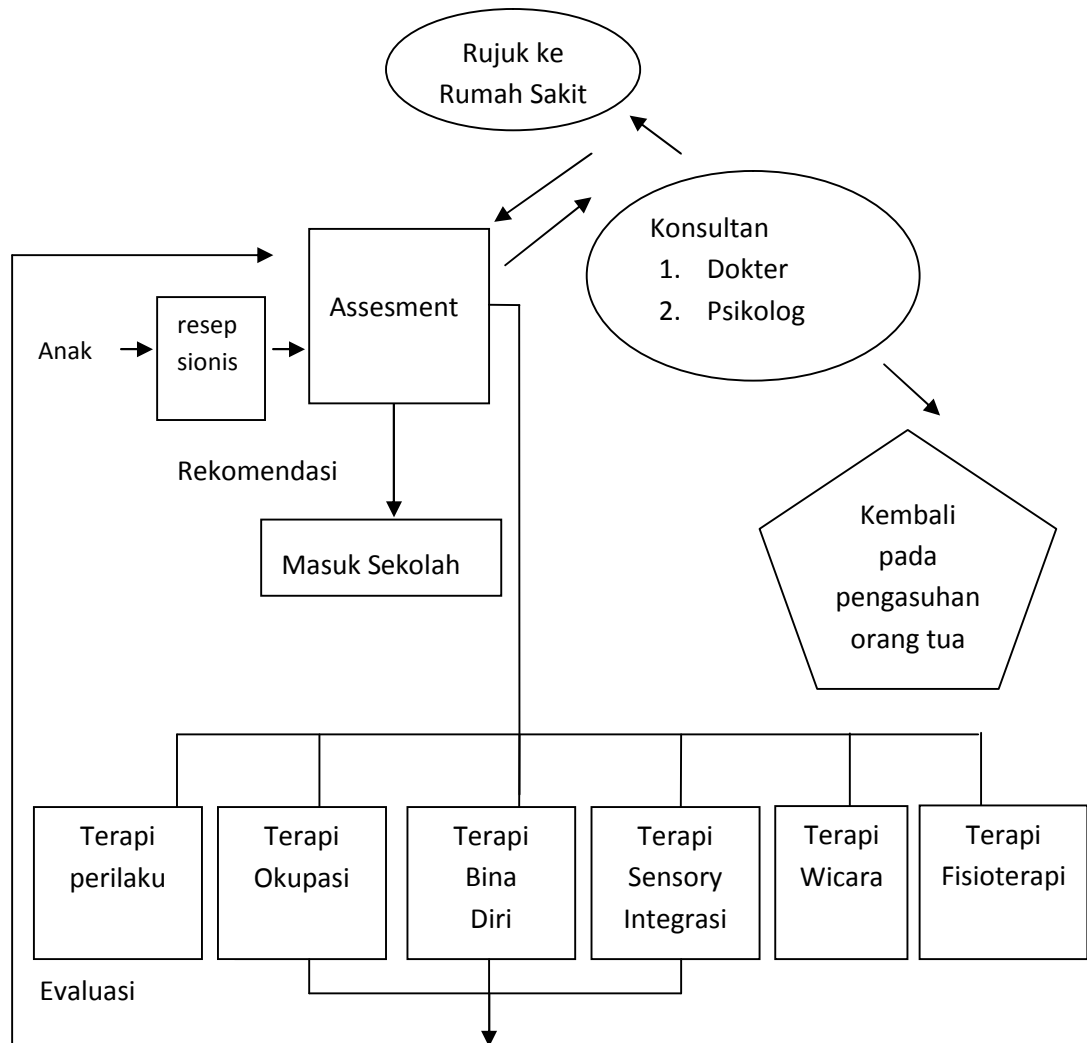 Rujuk ke
Rumah Sakit
Konsultan
1. Dokter
2. Psikolog
Assesment
resep
sionis
Anak
Rekomendasi
Masuk Sekolah
Kembali
pada
pengasuhan
orang tua
Terapi
perilaku
Terapi
Okupasi
Terapi
Bina
Diri
Terapi
Sensory
Integrasi
Terapi
Wicara
Terapi
Fisioterapi
Evaluasi